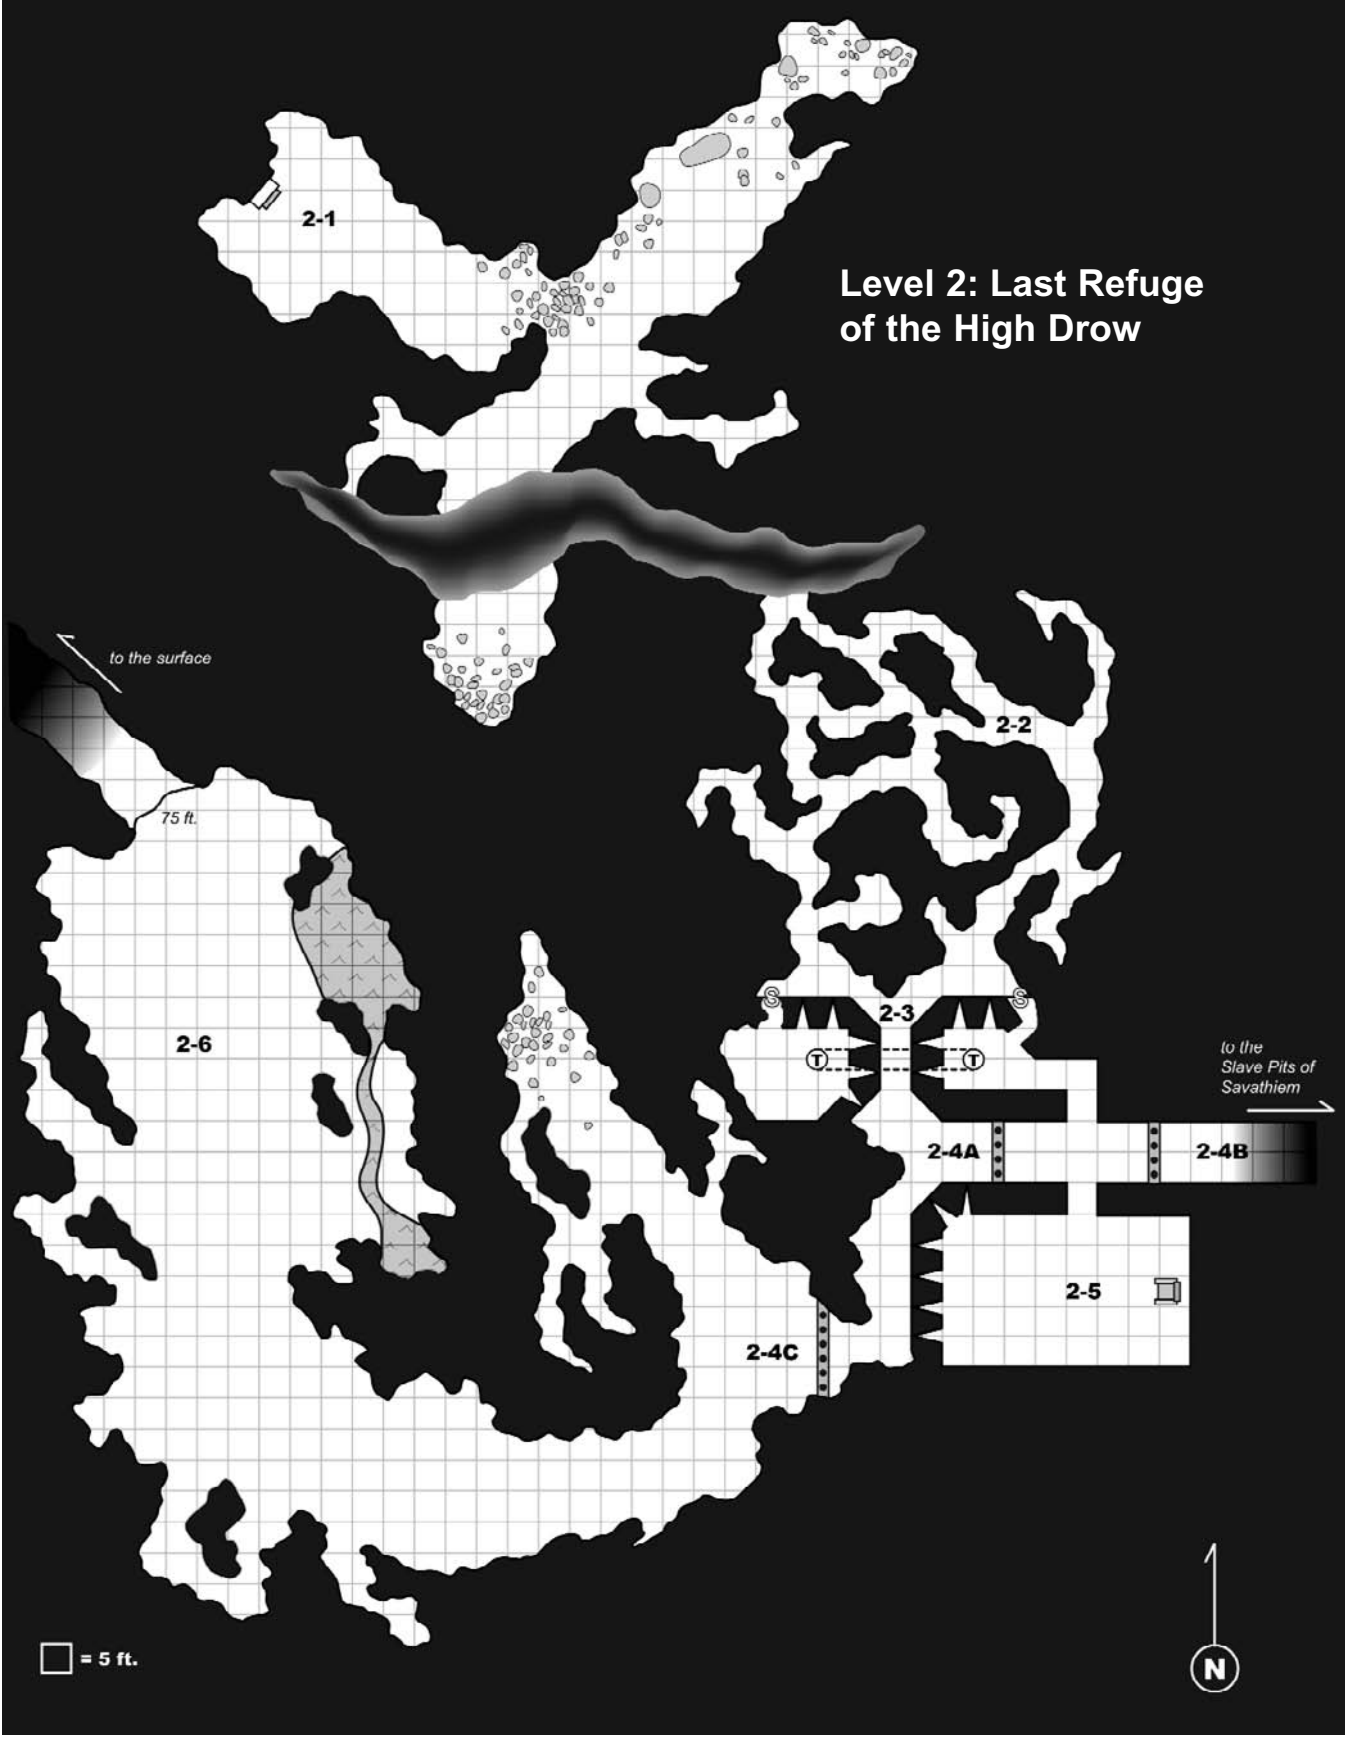 2-1
Level 2: Last Refuge
of the High Drow
to the surface
2-2
75 ft.
S
S
2-3
2-6
T
T
to the
Slave Pits of
Savathiem
2-4A
2-4B
2-5
2-4C
= 5 ft.
N